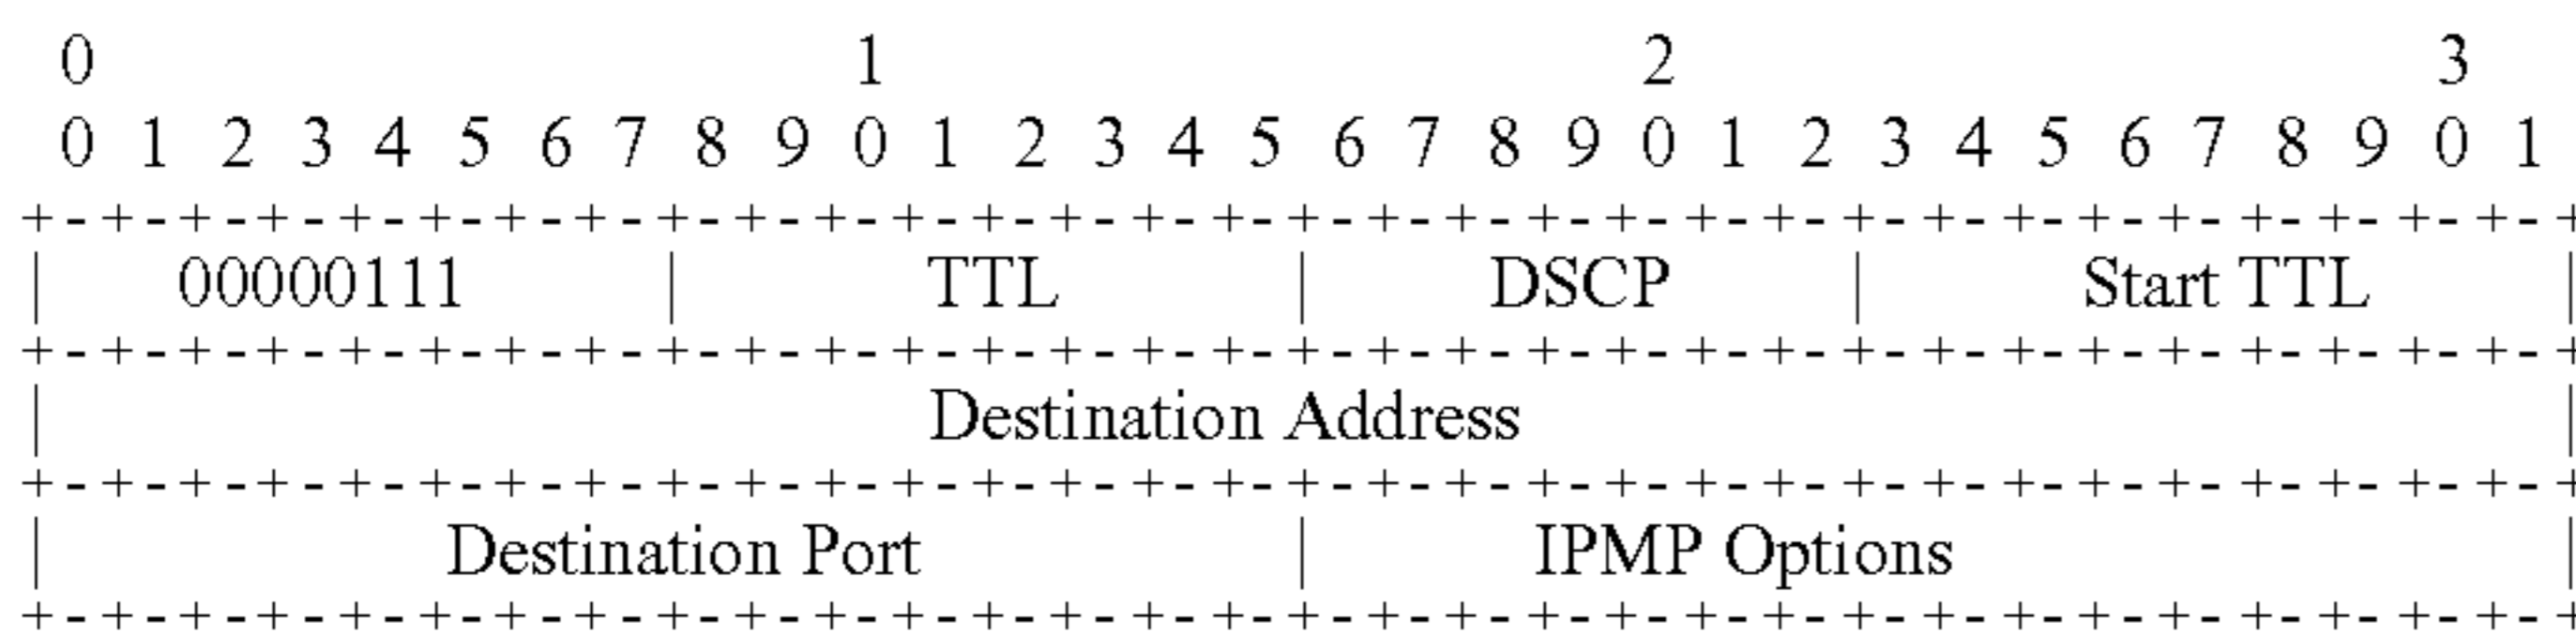 0 1 2 3
0 1 2 3 4 5 6 7 8 9 0 1 2 3 4 5 6 7 8 9 0 1 2 3 4 5 6 7 8 9 0 1
+-+-+-+-+-+-+-+-+-+-+-+-+-+-+-+-+-+-+-+-+-+-+-+-+-+-+-+-+-+-+-+-+
| 00000111 | TTL | DSCP | Start TTL |
+-+-+-+-+-+-+-+-+-+-+-+-+-+-+-+-+-+-+-+-+-+-+-+-+-+-+-+-+-+-+-+-+
| Destination Address |
+-+-+-+-+-+-+-+-+-+-+-+-+-+-+-+-+-+-+-+-+-+-+-+-+-+-+-+-+-+-+-+-+
| Destination Port | IPMP Options |
+-+-+-+-+-+-+-+-+-+-+-+-+-+-+-+-+-+-+-+-+-+-+-+-+-+-+-+-+-+-+-+-+